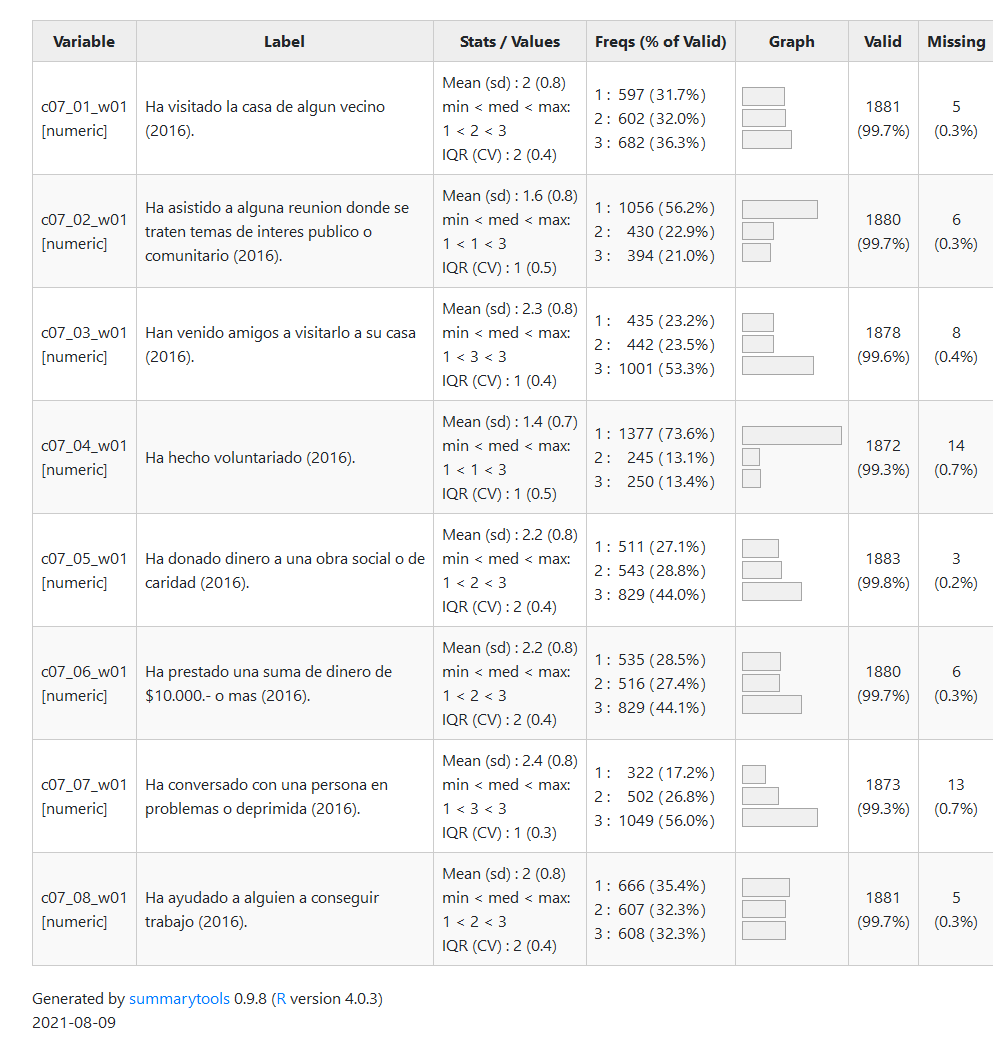 Variable Label Stats / Values Freqs (% of Valid) Graph Valid Missing
c07_01_w01
[numeric]
Ha visitado la casa de algun vecino
(2016).
Mean (sd) : 2 (0.8)
min < med < max:
1 < 2 < 3
IQR (CV) : 2 (0.4)
1 : 597 (31.7%)
2 : 602 (32.0%)
3 : 682 (36.3%)
1881
(99.7%)
5
(0.3%)
c07_02_w01
[numeric]
Ha asistido a alguna reunion donde se
traten temas de interes publico o
comunitario (2016).
Mean (sd) : 1.6 (0.8)
min < med < max:
1 < 1 < 3
IQR (CV) : 1 (0.5)
1 : 1056 (56.2%)
2 : 430 (22.9%)
3 : 394 (21.0%)
1880
(99.7%)
6
(0.3%)
c07_03_w01
[numeric]
Han venido amigos a visitarlo a su casa
(2016).
Mean (sd) : 2.3 (0.8)
min < med < max:
1 < 3 < 3
IQR (CV) : 1 (0.4)
1 : 435 (23.2%)
2 : 442 (23.5%)
3 : 1001 (53.3%)
1878
(99.6%)
8
(0.4%)
c07_04_w01
[numeric]
Ha hecho voluntariado (2016).
Mean (sd) : 1.4 (0.7)
min < med < max:
1 < 1 < 3
IQR (CV) : 1 (0.5)
1 : 1377 (73.6%)
2 : 245 (13.1%)
3 : 250 (13.4%)
1872
(99.3%)
14
(0.7%)
c07_05_w01
[numeric]
Ha donado dinero a una obra social o de
caridad (2016).
Mean (sd) : 2.2 (0.8)
min < med < max:
1 < 2 < 3
IQR (CV) : 2 (0.4)
1 : 511 (27.1%)
2 : 543 (28.8%)
3 : 829 (44.0%)
1883
(99.8%)
3
(0.2%)
c07_06_w01
[numeric]
Ha prestado una suma de dinero de
$10.000.- o mas (2016).
Mean (sd) : 2.2 (0.8)
min < med < max:
1 < 2 < 3
IQR (CV) : 2 (0.4)
1 : 535 (28.5%)
2 : 516 (27.4%)
3 : 829 (44.1%)
1880
(99.7%)
6
(0.3%)
c07_07_w01
[numeric]
Ha conversado con una persona en
problemas o deprimida (2016).
Mean (sd) : 2.4 (0.8)
min < med < max:
1 < 3 < 3
IQR (CV) : 1 (0.3)
1 : 322 (17.2%)
2 : 502 (26.8%)
3 : 1049 (56.0%)
1873
(99.3%)
13
(0.7%)
c07_08_w01
[numeric]
Ha ayudado a alguien a conseguir
trabajo (2016).
Mean (sd) : 2 (0.8)
min < med < max:
1 < 2 < 3
IQR (CV) : 2 (0.4)
1 : 666 (35.4%)
2 : 607 (32.3%)
3 : 608 (32.3%)
1881
(99.7%)
5
(0.3%)
Generated by summarytools 0.9.8 (R version 4.0.3)
2021-08-09